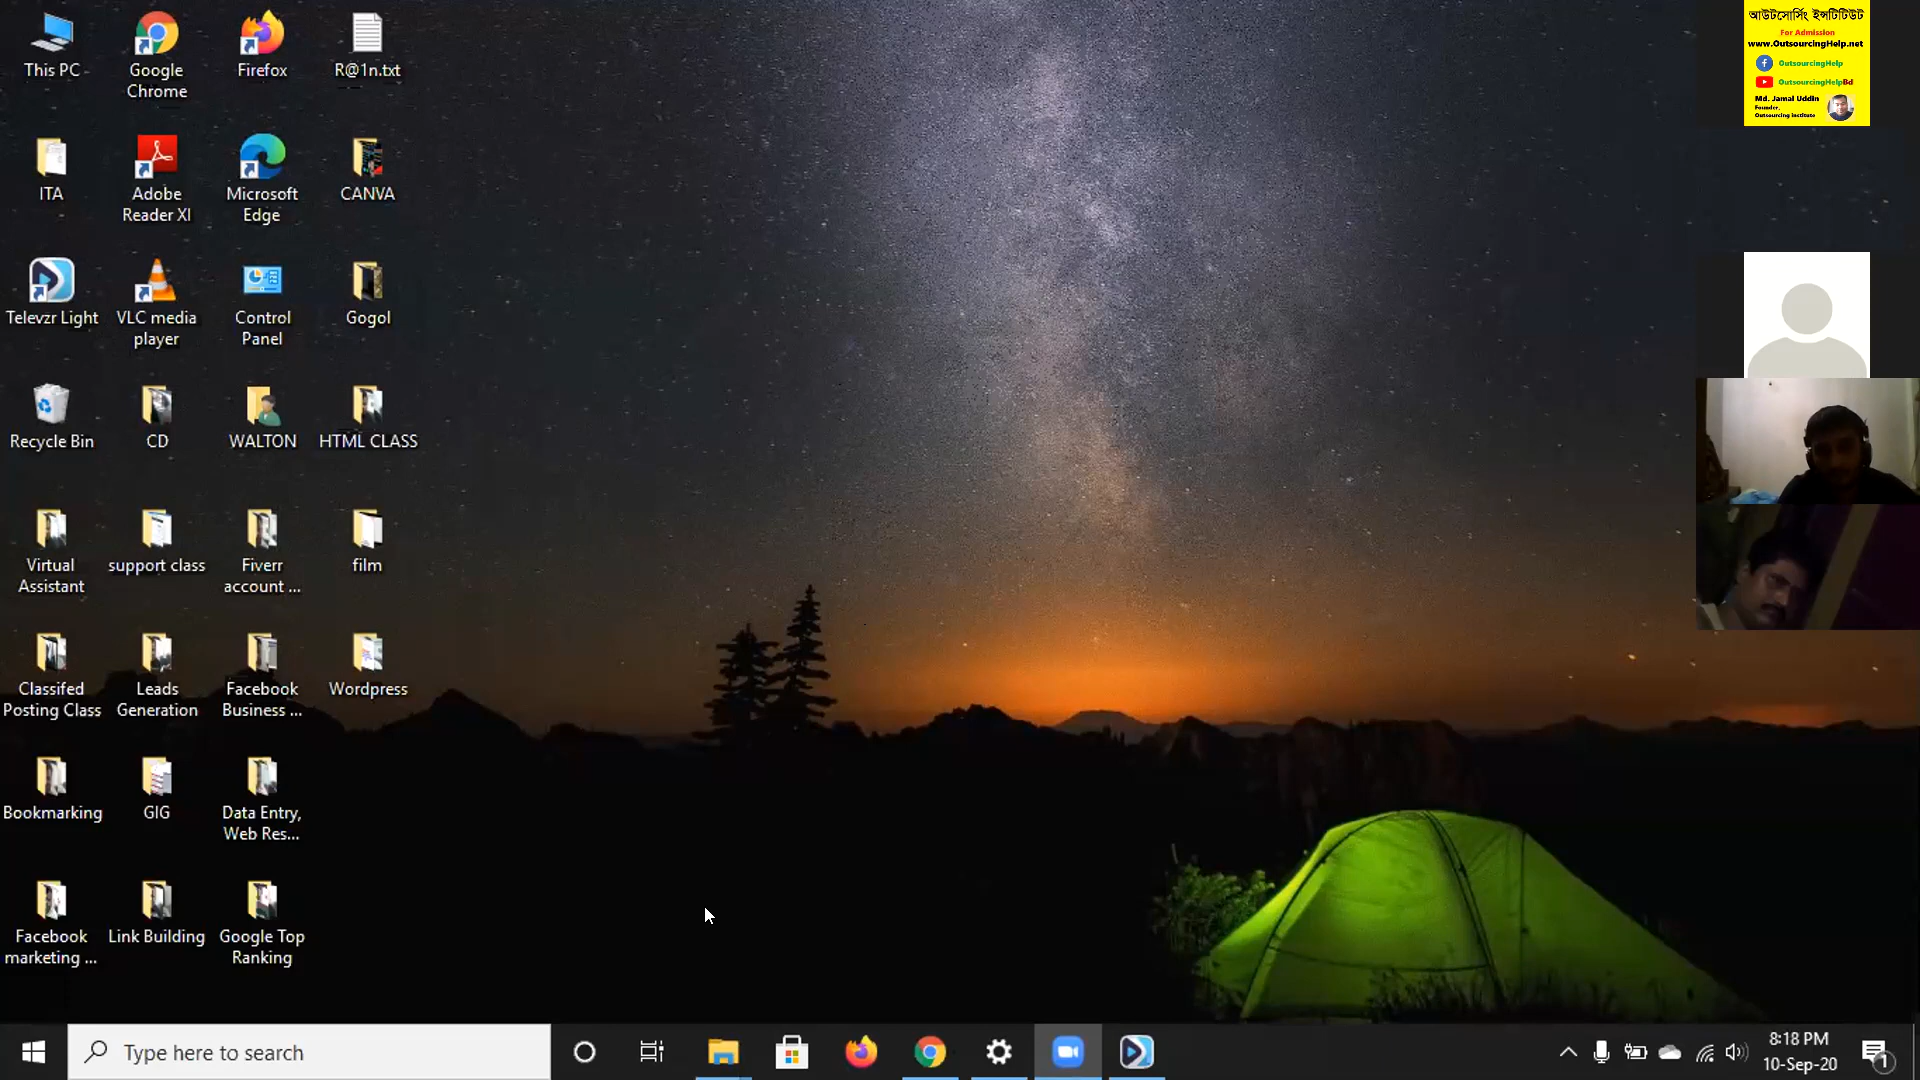 This PC
Google
Chrome
Firefox
R@1n.txt
ITA
Adobe
Reader XI
Microsoft
Edge
CANVA
Televzr Light
VLC media
player
Control
Panel
Gogol
Recycle Bin
CD
WALTON
HTML CLASS
Virtual
Assistant
support class
Fiverr
account ...
film
Classifed
Posting Class
Leads
Generation
Facebook
Business ...
Wordpress
Bookmarking
GIG
Data Entry,
Web Res...
Facebook
marketing ...
Link Building
Google Top
Ranking
আউটসোর্সিং ইন্সটিটিউট
For Admission
www.OutsourcingHelp.net
OutsourcingHelp
OutsourcingHelpBd
Md. Jamal Uddin
Founder,
Outsourcing Institute
Type here to search
8:18 PM
10-Sep-20
1